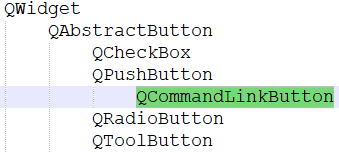 QWidget
QAbstractButton
QCheckBox
QPushButton
QCommandLinkButton
QRadioButton
QToolButton